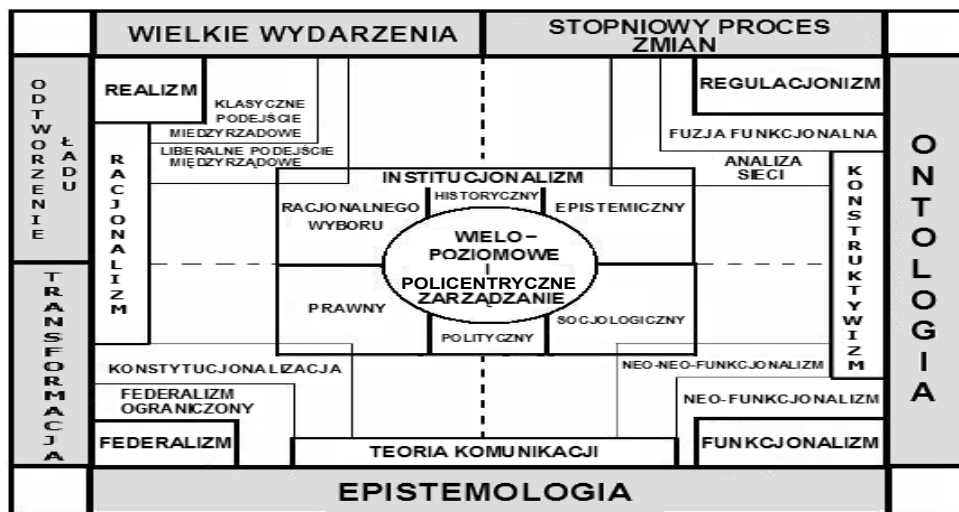 WIELKIE WYDARZENIA
STOPNIOWY PROCES
ZMIAN
ODTWORZENIE
ŁADU
TRANSFORMACJA
REALIZM
KLASYCZNE
PODEJŚCIE
MIĘDZYRZĄDOWE
LIBERALNE PODEJŚCIE
MIĘDZYRZĄDOWE
RACJONALIZM
REGULACJONIZM
FUZJA FUNKCJONALNA
ANALIZA
SIECI
KONSTRUKTYWIZM
ONTOLOGIA
INSTITUCJONALIZM
RACJONALNEGO
WYBORU
HISTORYCZNY
EPISTEMICZNY
WIELO–
POZIOMOWE
I
POLICENTRYCZNE
ZARZĄDZANIE
PRAWNY
POLITYCZNY
SOCJOLOGICZNY
KONSTYTUCJONALIZACJA
FEDERALIZM
OGRANICZONY
FEDERALIZM
NEO-NEO-FUNKCJONALIZM
NEO-FUNKCJONALIZM
FUNKCJONALIZM
TEORIA KOMUNIKACJI
EPISTEMOLOGIA